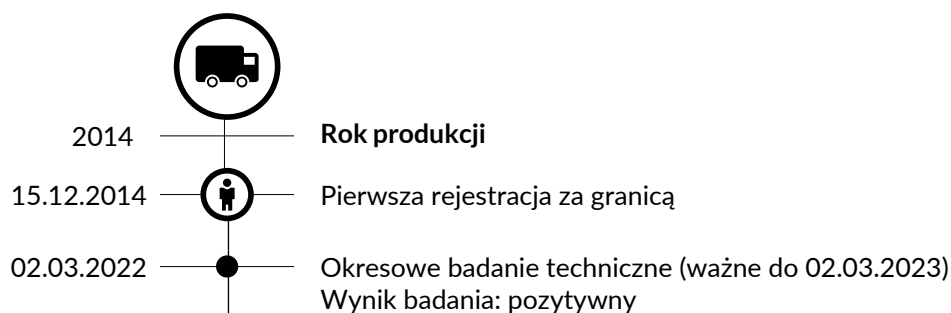 2014 Rok produkcji
15.12.2014 Pierwsza rejestracja za granicą
02.03.2022 Okresowe badanie techniczne (ważne do 02.03.2023)
Wynik badania: pozytywny